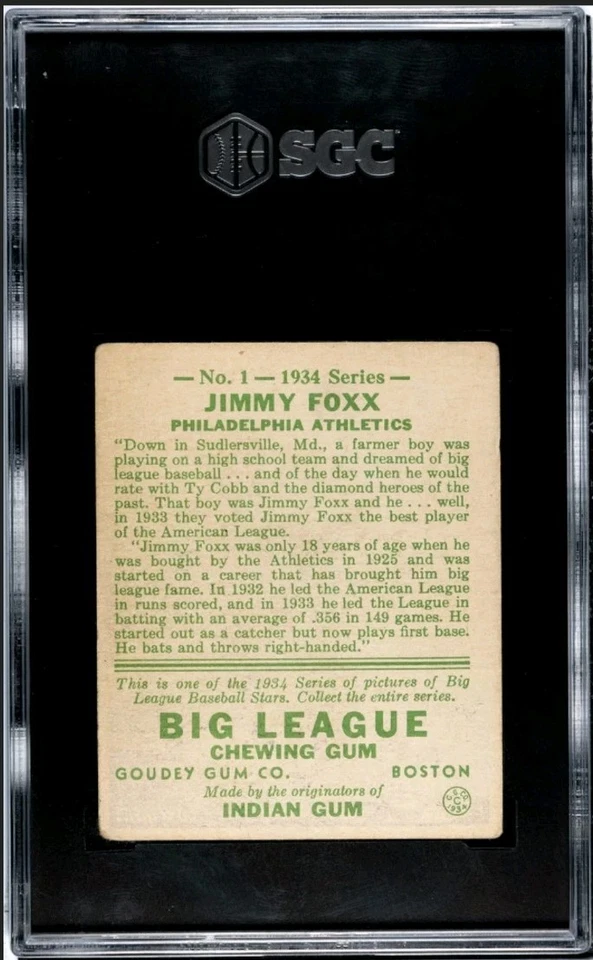 SGC
— No. 1 — 1934 Series —
JIMMY FOXX
PHILADELPHIA ATHLETICS
"Down in Sudlersville, Md., a farmer boy was
playing on a high school team and dreamed of big
league baseball . . . and of the day when he would
rate with Ty Cobb and the diamond heroes of the
past. That boy was Jimmy Foxx and he . . . well,
in 1933 they voted Jimmy Foxx the best player
of the American League.
"Jimmy Foxx was only 18 years of age when he
was bought by the Athletics in 1925 and was
started on a career that has brought him big
league fame. In 1932 he led the American League
in runs scored, and in 1933 he led the League in
batting with an average of .356 in 149 games. He
started out as a catcher but now plays first base.
He bats and throws right-handed."
This is one of the 1934 Series of pictures of Big
League Baseball Stars. Collect the entire series.
BIG LEAGUE
CHEWING GUM
GOUDEY GUM CO. BOSTON
Made by the originators of
INDIAN GUM
G. G. Co.
C
1934